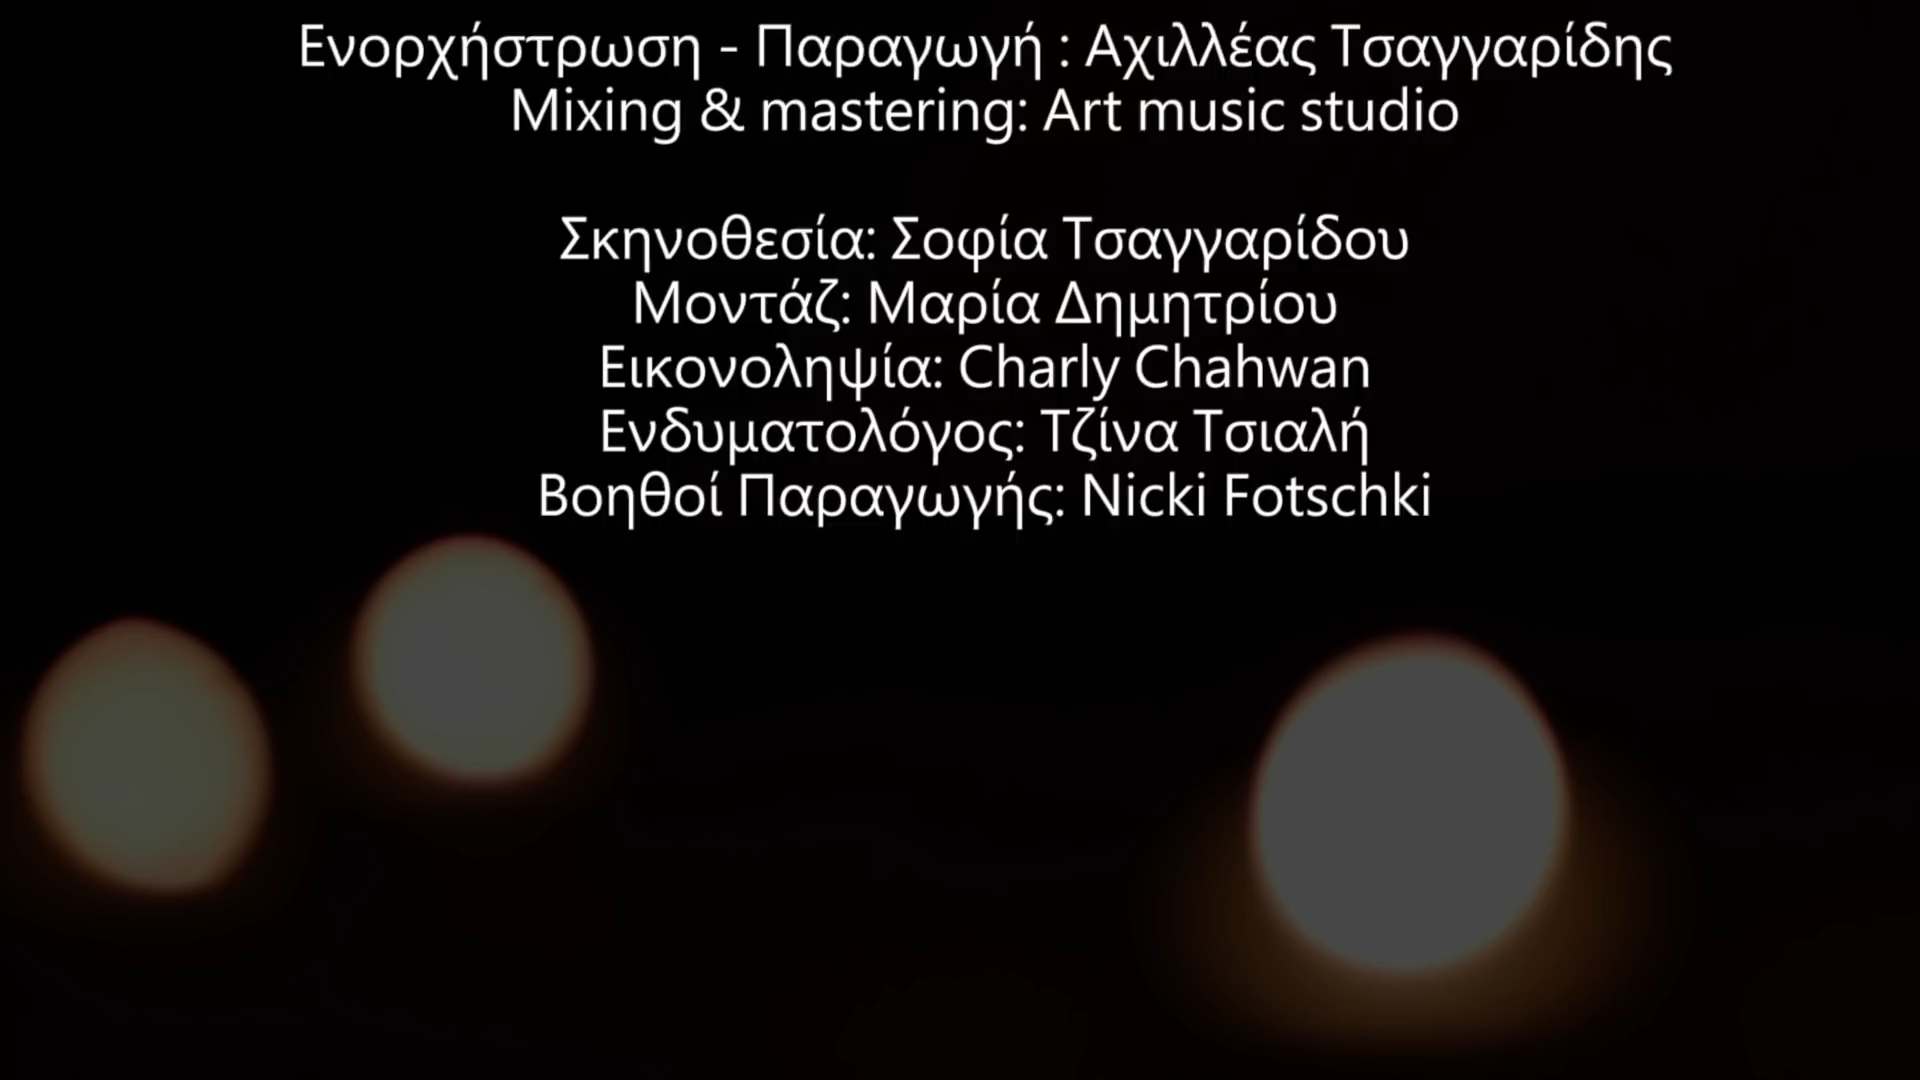 Ενορχήστρωση - Παραγωγή : Αχιλλέας Τσαγγαρίδης
Mixing & mastering: Art music studio
Σκηνοθεσία: Σοφία Τσαγγαρίδου
Μοντάζ: Μαρία Δημητρίου
Εικονοληψία: Charly Chahwan
Ενδυματολόγος: Τζίνα Τσιαλή
Βοηθοί Παραγωγής: Nicki Fotschki